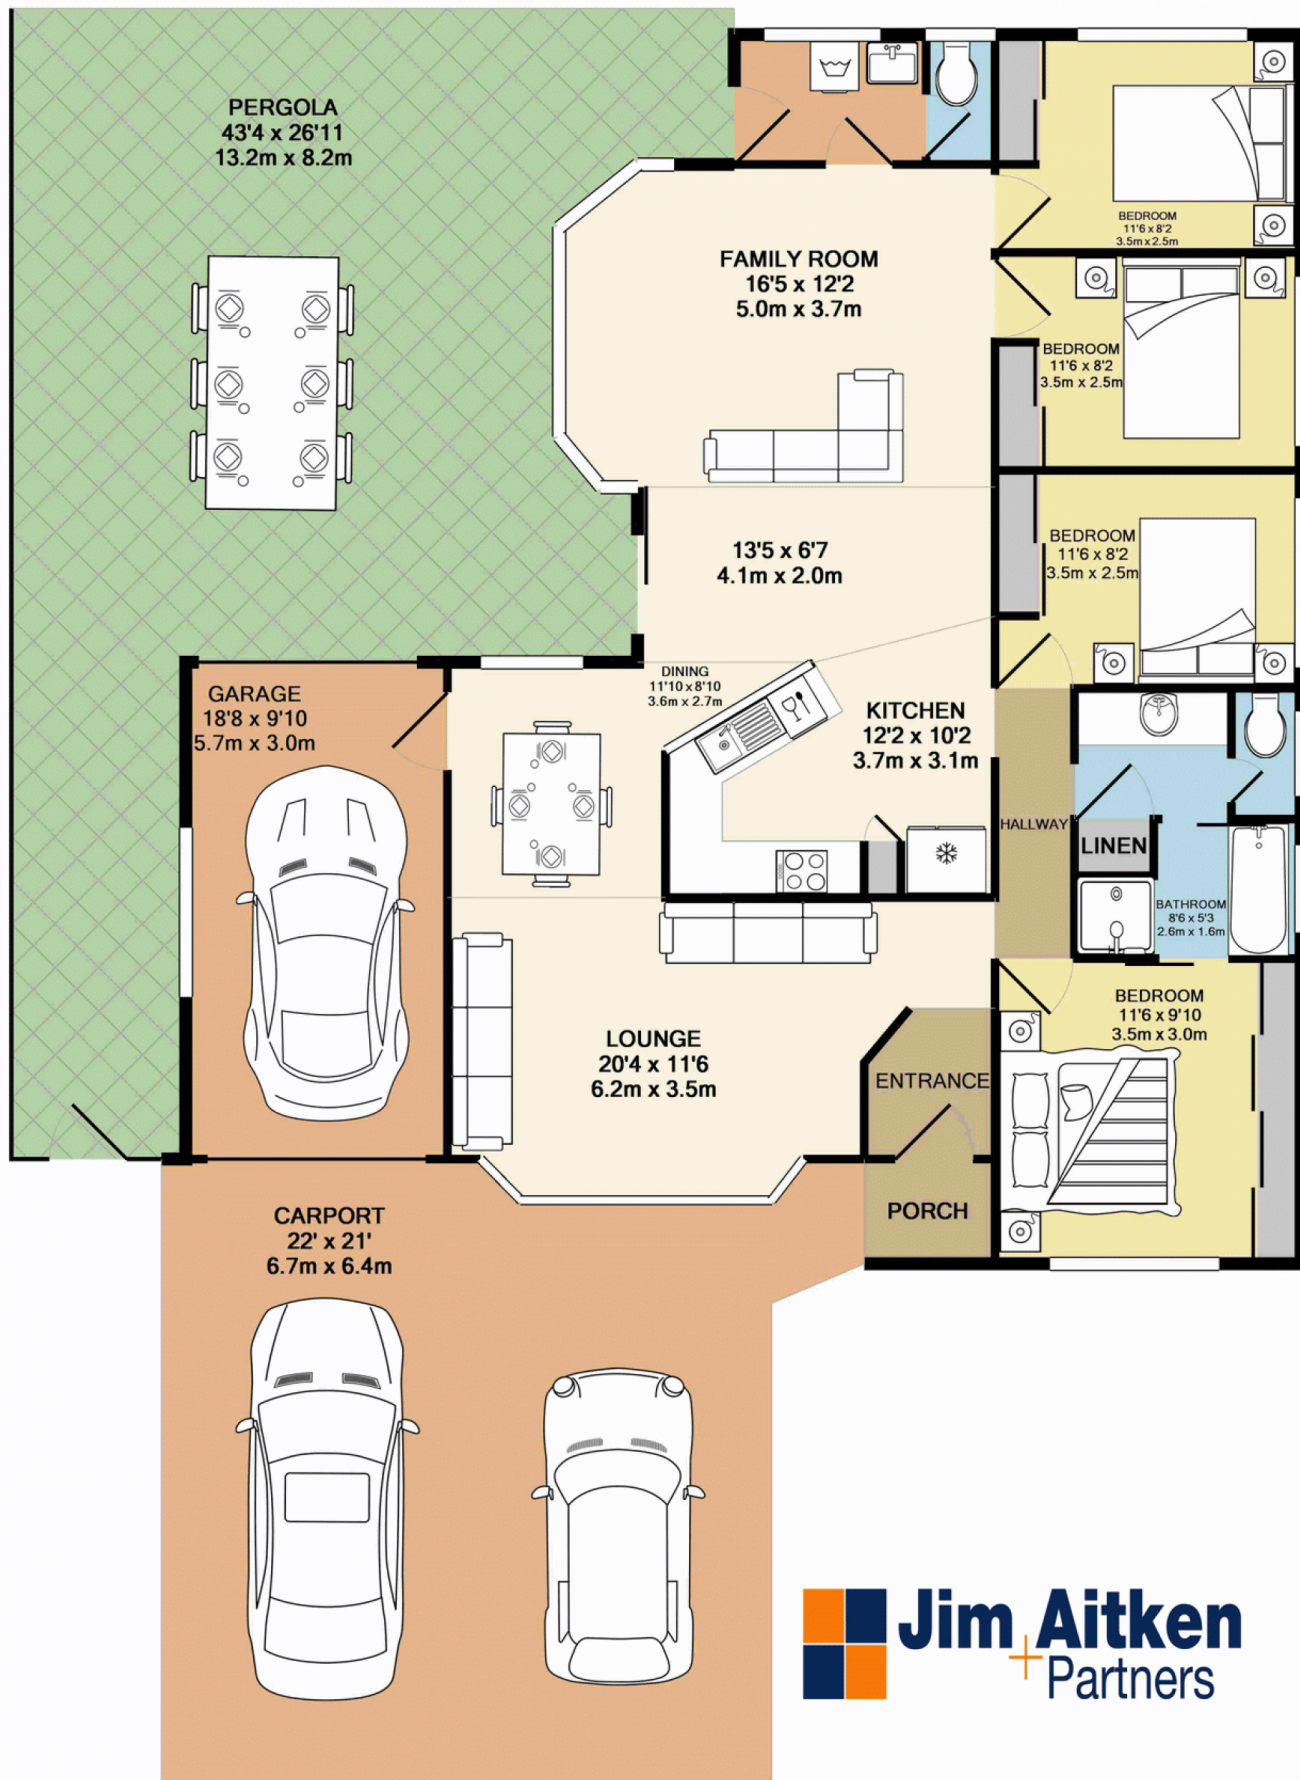 PERGOLA
43'4 x 26'11
13.2m x 8.2m
BEDROOM
11'6 x 8'2
3.5m x 2.5m
FAMILY ROOM
16'5 x 12'2
5.0m x 3.7m
BEDROOM
11'6 x 8'2
3.5m x 2.5m
13'5 x 6'7
4.1m x 2.0m
BEDROOM
11'6 x 8'2
3.5m x 2.5m
GARAGE
18'8 x 9'10
5.7m x 3.0m
DINING
11'10 x 8'10
3.6m x 2.7m
KITCHEN
12'2 x 10'2
3.7m x 3.1m
HALLWAY
LINEN
BATHROOM
8'6 x 5'3
2.6m x 1.6m
LOUNGE
20'4 x 11'6
6.2m x 3.5m
ENTRANCE
BEDROOM
11'6 x 9'10
3.5m x 3.0m
PORCH
CARPORT
22' x 21'
6.7m x 6.4m
Jim Aitken
+ Partners